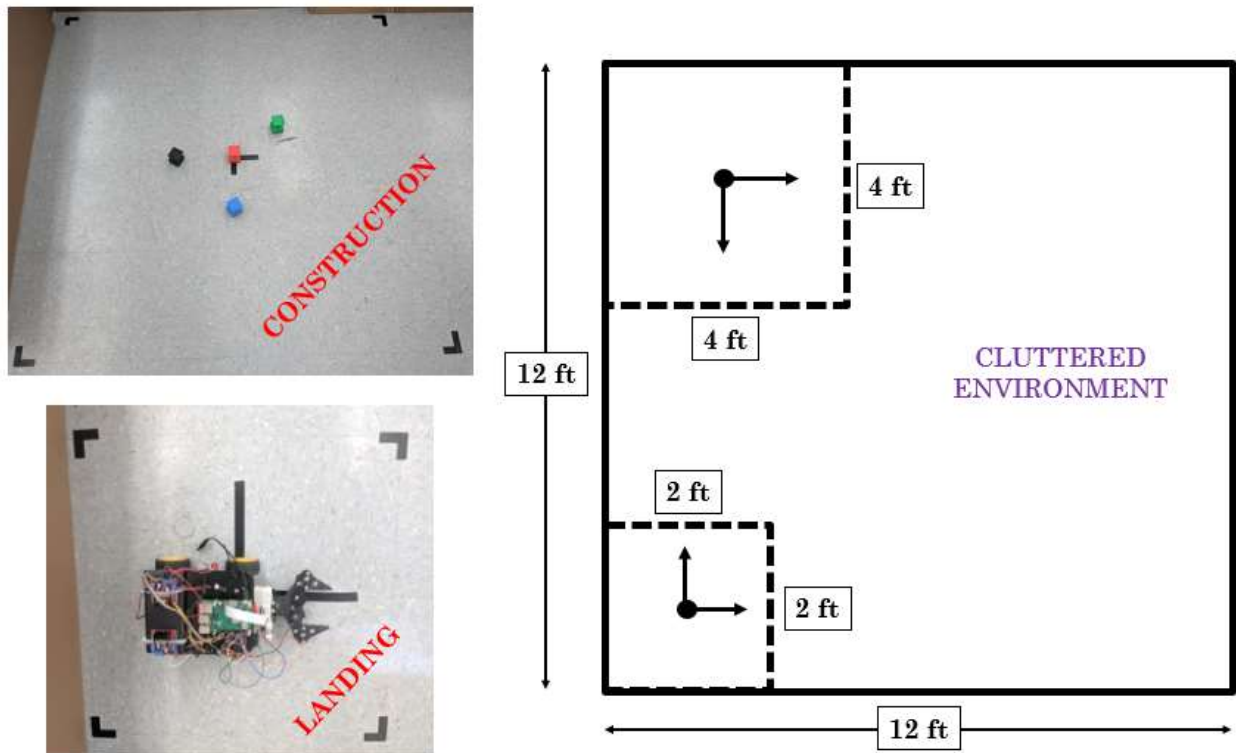 CONSTRUCTION
LANDING
4 ft
4 ft
12 ft
CLUTTERED
ENVIRONMENT
2 ft
2 ft
12 ft